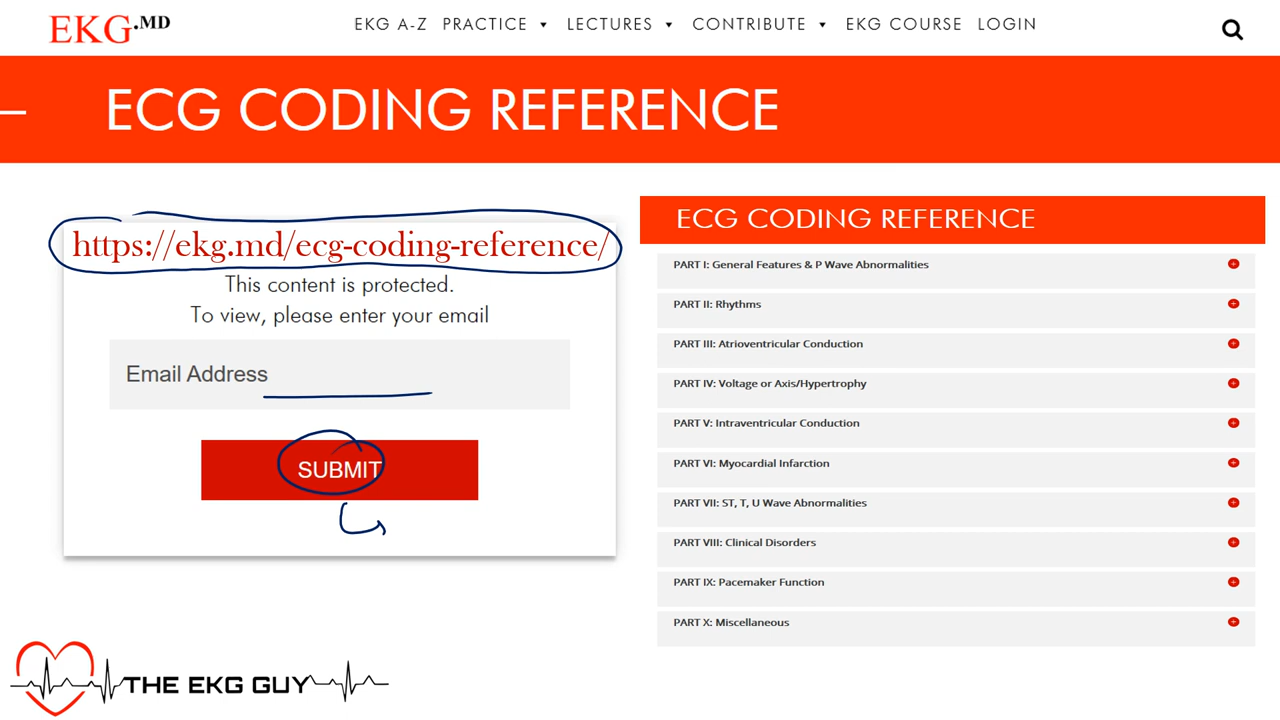 EKG.MD
EKG A-Z PRACTICE LECTURES CONTRIBUTE EKG COURSE LOGIN
ECG CODING REFERENCE
https://ekg.md/ecg-coding-reference/
This content is protected.
To view, please enter your email
Email Address
SUBMIT
ECG CODING REFERENCE
PART I: General Features & P Wave Abnormalities
PART II: Rhythms
PART III: Atrioventricular Conduction
PART IV: Voltage or Axis/Hypertrophy
PART V: Intraventricular Conduction
PART VI: Myocardial Infarction
PART VII: ST, T, U Wave Abnormalities
PART VIII: Clinical Disorders
PART IX: Pacemaker Function
PART X: Miscellaneous
THE EKG GUY